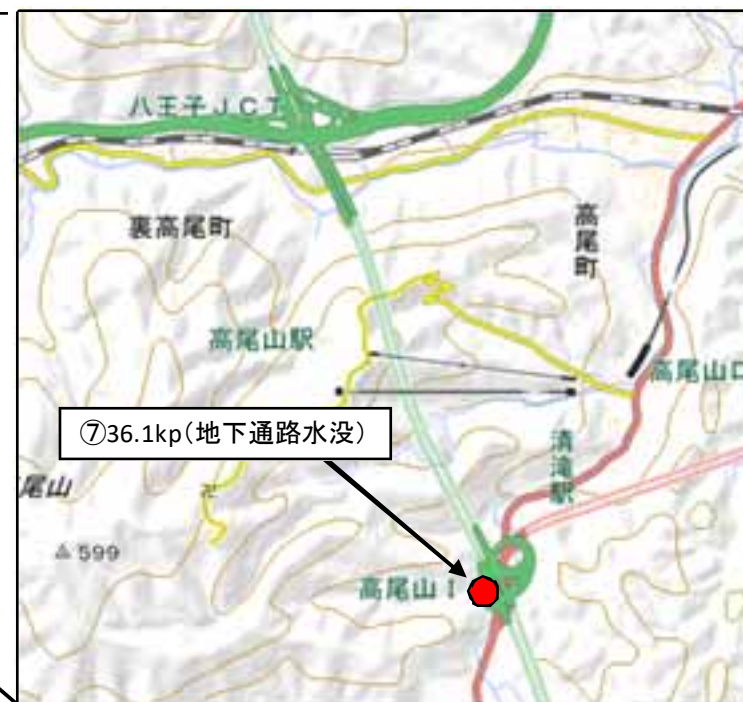 八王子JCT
裏高尾町
高尾町
高尾山駅
高尾山口
⑦36.1kp(地下通路水没)
清滝駅
尾山
599
高尾山I